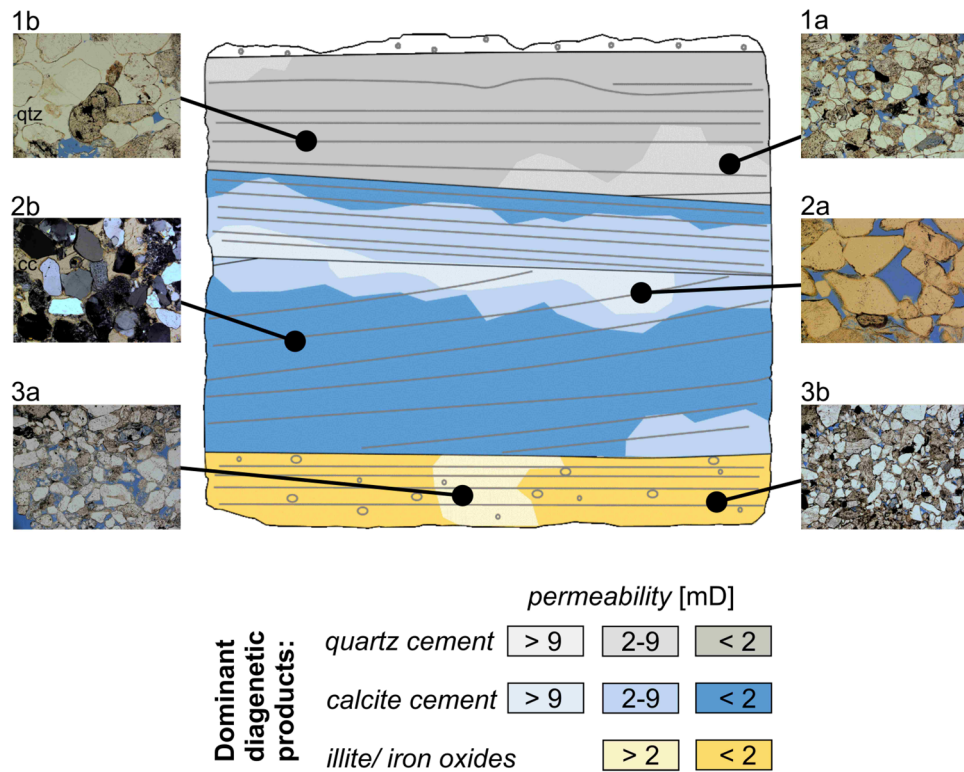 1b
1a
qtz
2b
2a
cc
3a
3b
permeability [mD]
Dominant
diagenetic
products:
quartz cement > 9 2-9 < 2
calcite cement > 9 2-9 < 2
illite/ iron oxides > 2 < 2